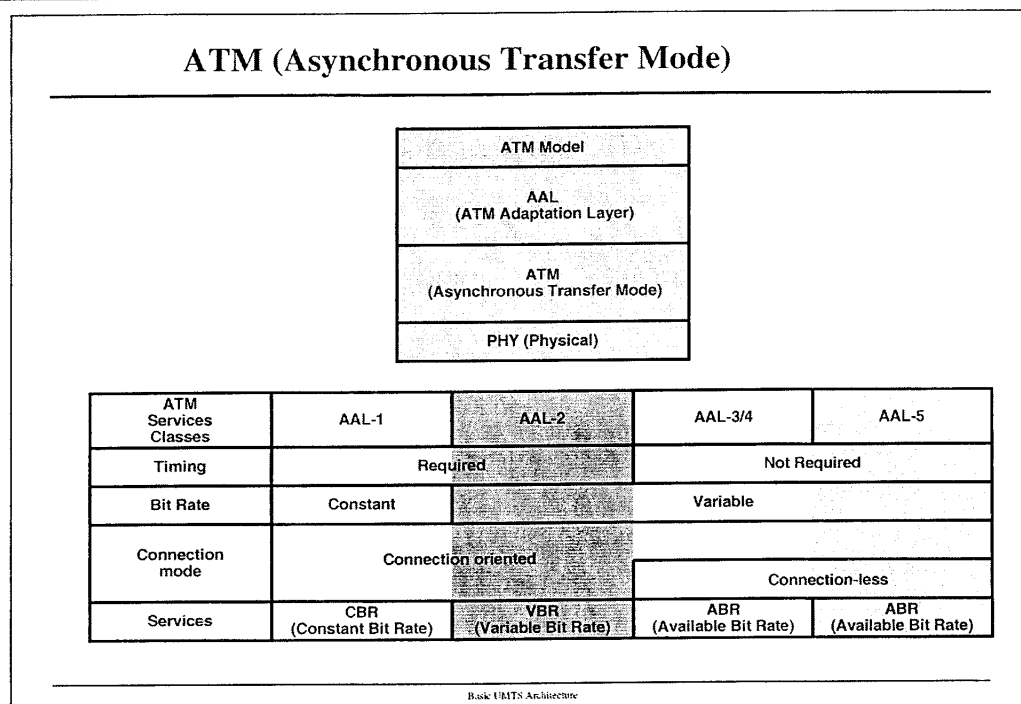 ATM (Asynchronous Transfer Mode)
ATM Model
AAL
(ATM Adaptation Layer)
ATM
(Asynchronous Transfer Mode)
PHY (Physical)
ATM
Services
Classes
AAL-1
AAL-2
AAL-3/4
AAL-5
Timing
Required
Not Required
Bit Rate
Constant
Variable
Connection
mode
Connection oriented
Connection-less
Services
CBR
(Constant Bit Rate)
VBR
(Variable Bit Rate)
ABR
(Available Bit Rate)
ABR
(Available Bit Rate)
Basic UMTS Architecture